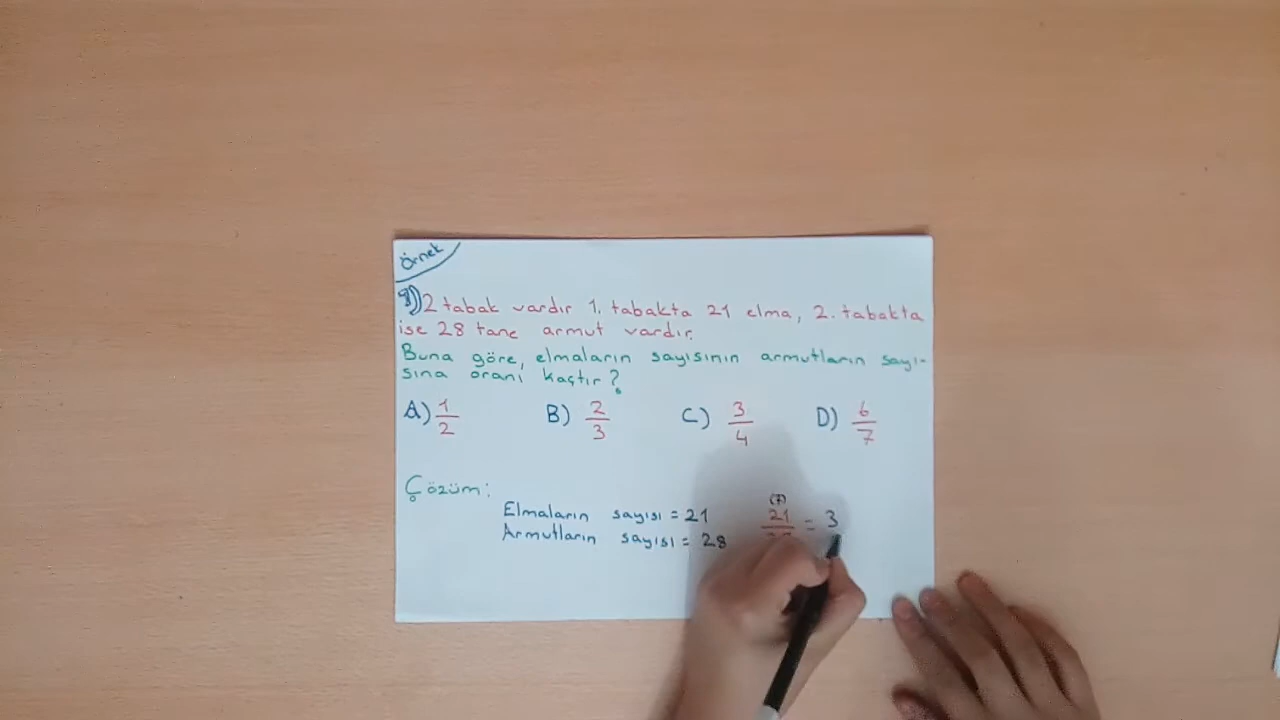 Örnek
8) 2 tabak vardır 1. tabakta 21 elma, 2. tabakta
ise 28 tane armut vardır.
Buna göre, elmaların sayısının armutların sayı-
sına oranı kaçtır?
A) 1/2 B) 2/3 C) 3/4 D) 6/7
Çözüm:
Elmaların sayısı = 21
Armutların sayısı = 28
(7)
21
= 3